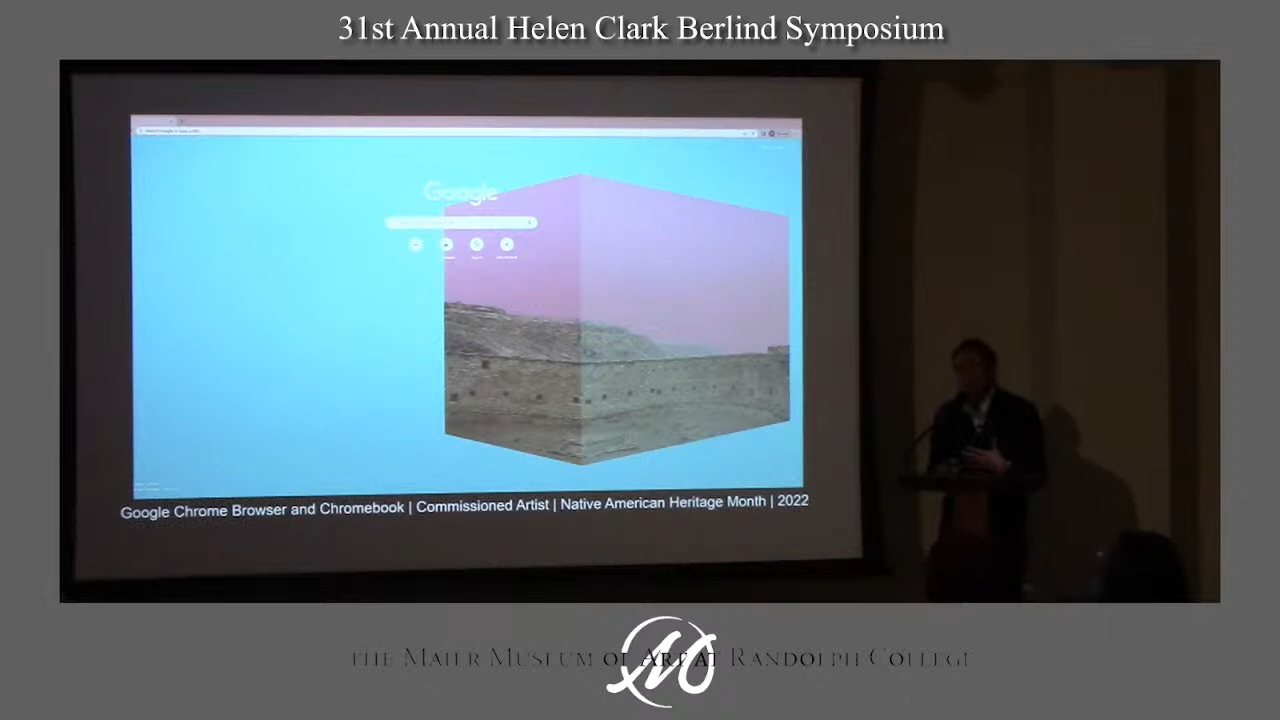 31st Annual Helen Clark Berlind Symposium
Google
Google Chrome Browser and Chromebook | Commissioned Artist | Native American Heritage Month | 2022
THE MAIER MUSEUM OF ART AT RANDOLPH COLLEGE